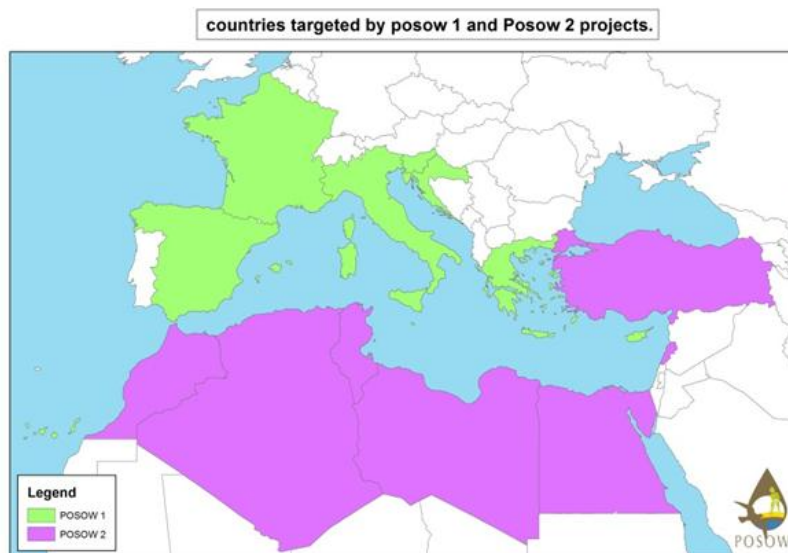 countries targeted by posow 1 and Posow 2 projects.
Legend
POSOW 1
POSOW 2
POSOW